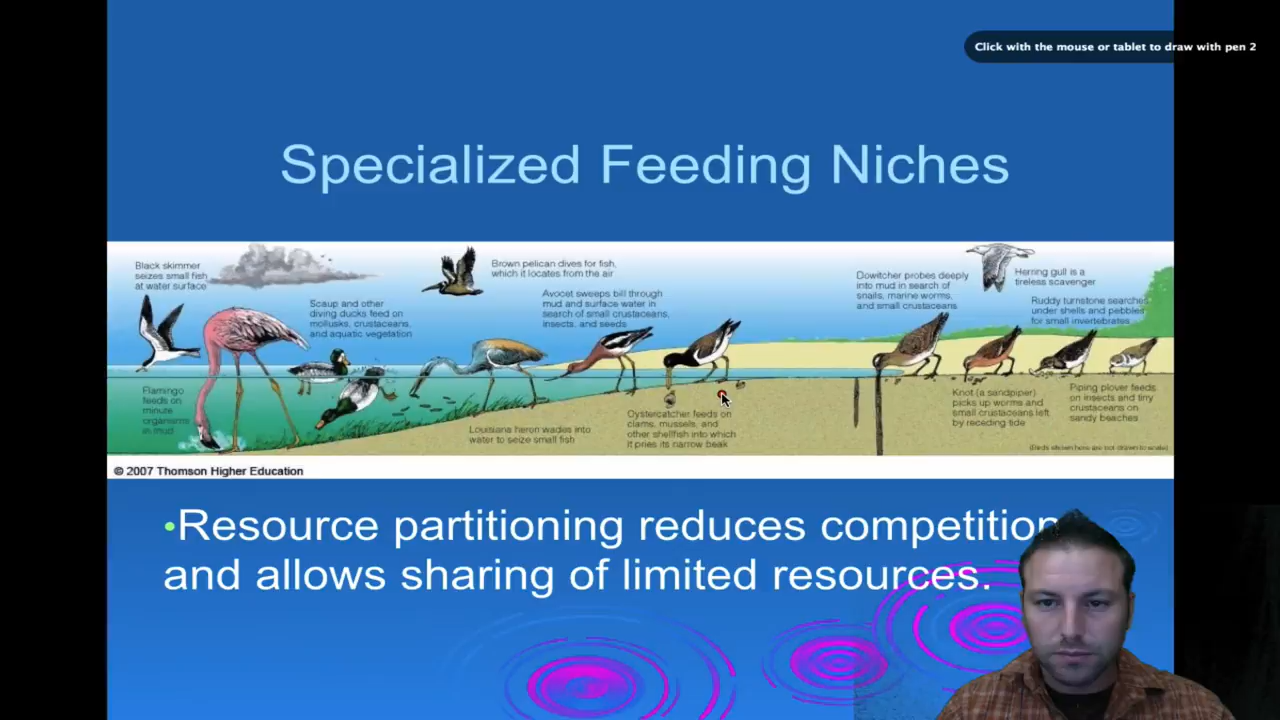 Click with the mouse or tablet to draw with pen 2
Specialized Feeding Niches
Black skimmer
seizes small fish
at water surface
Brown pelican dives for fish,
which it locates from the air
Avocet sweeps bill through
mud and surface water in
search of small crustaceans,
insects, and seeds
Scaup and other
diving ducks feed on
mollusks, crustaceans,
and aquatic vegetation
Dowitcher probes deeply
into mud in search of
snails, marine worms,
and small crustaceans
Herring gull is a
tireless scavenger
Ruddy turnstone searches
under shells and pebbles
for small invertebrates
Flamingo
feeds on
minute
organisms
in mud
Louisiana heron wades into
water to seize small fish
Oystercatcher feeds on
clams, mussels, and
other shellfish into which
it pries its narrow beak
Knot (a sandpiper)
picks up worms and
small crustaceans left
by receding tide
Piping plover feeds
on insects and tiny
crustaceans on
sandy beaches
(Birds shown here are not drawn to scale)
© 2007 Thomson Higher Education
•Resource partitioning reduces competition
and allows sharing of limited resources.